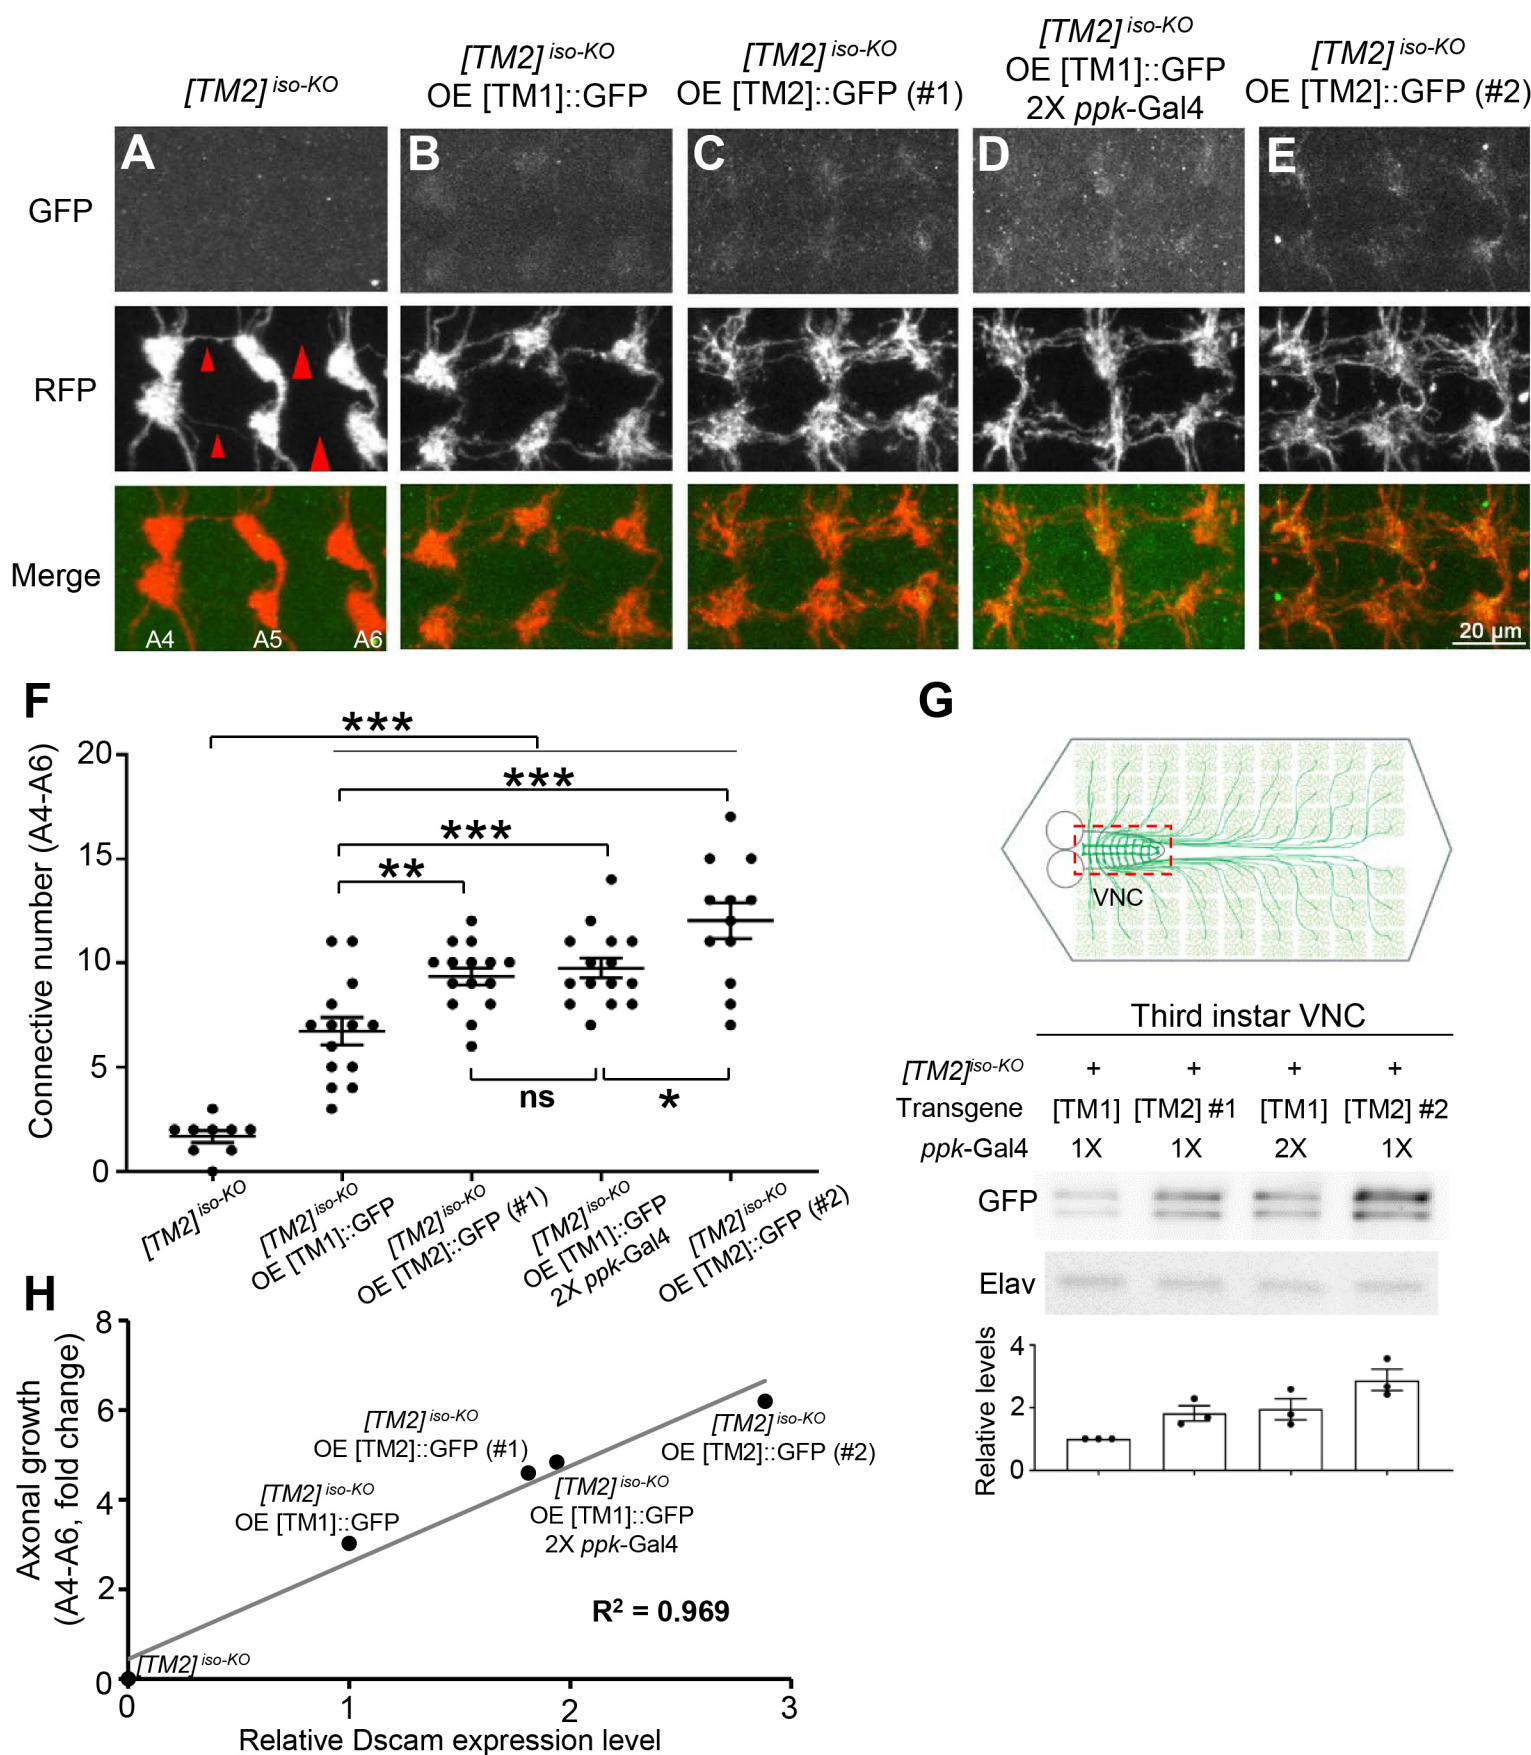 [TM2] iso-KO
[TM2] iso-KO
OE [TM1]::GFP
[TM2] iso-KO
OE [TM2]::GFP (#1)
[TM2] iso-KO
OE [TM1]::GFP
2X ppk-Gal4
[TM2] iso-KO
OE [TM2]::GFP (#2)
A
B
C
D
E
GFP
RFP
Merge
A4
A5
A6
20 µm
F
Connective number (A4-A6)
20
15
10
5
0
***
***
***
**
ns
*
[TM2] iso-KO
[TM2] iso-KO
OE [TM1]::GFP
[TM2] iso-KO
OE [TM2]::GFP (#1)
[TM2] iso-KO
OE [TM1]::GFP
2X ppk-Gal4
[TM2] iso-KO
OE [TM2]::GFP (#2)
G
VNC
Third instar VNC
[TM2]iso-KO + + + +
Transgene [TM1] [TM2] #1 [TM1] [TM2] #2
ppk-Gal4 1X 1X 2X 1X
GFP
Elav
Relative levels
4
2
0
H
Axonal growth
(A4-A6, fold change)
8
6
4
2
0
[TM2] iso-KO
[TM2] iso-KO
OE [TM1]::GFP
[TM2] iso-KO
OE [TM2]::GFP (#1)
[TM2] iso-KO
OE [TM1]::GFP
2X ppk-Gal4
[TM2] iso-KO
OE [TM2]::GFP (#2)
R² = 0.969
0 1 2 3
Relative Dscam expression level